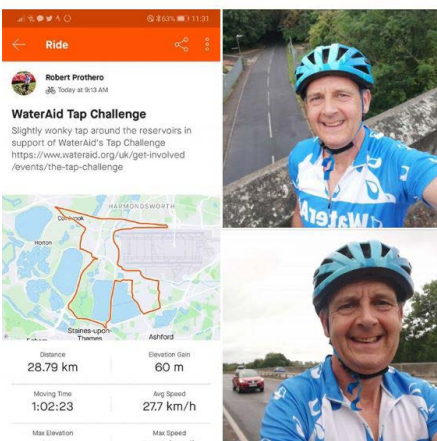 63% 11:31
Ride
Robert Prothero
Today at 9:13 AM
WaterAid Tap Challenge
Slightly wonky tap around the reservoirs in
support of WaterAid's Tap Challenge
https://www.wateraid.org/uk/get-involved
/events/the-tap-challenge
HARMONDSWORTH
Horton
Staines-upon-
Thames
Ashford
Distance
28.79 km
Elevation Gain
60 m
Moving Time
1:02:23
Avg Speed
27.7 km/h
Max Elevation
Max Speed
WaterA